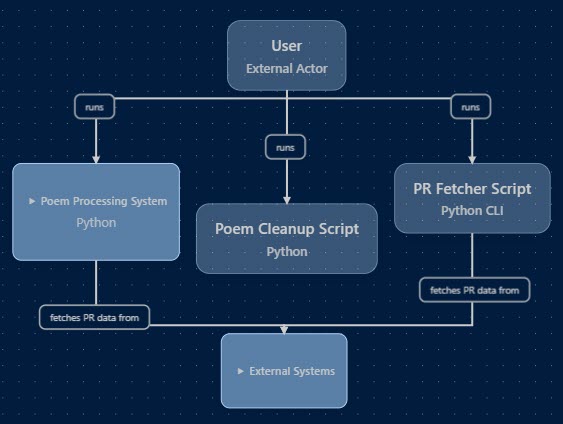 User
External Actor
runs
runs
runs
Poem Processing System
Python
Poem Cleanup Script
Python
PR Fetcher Script
Python CLI
fetches PR data from
fetches PR data from
External Systems